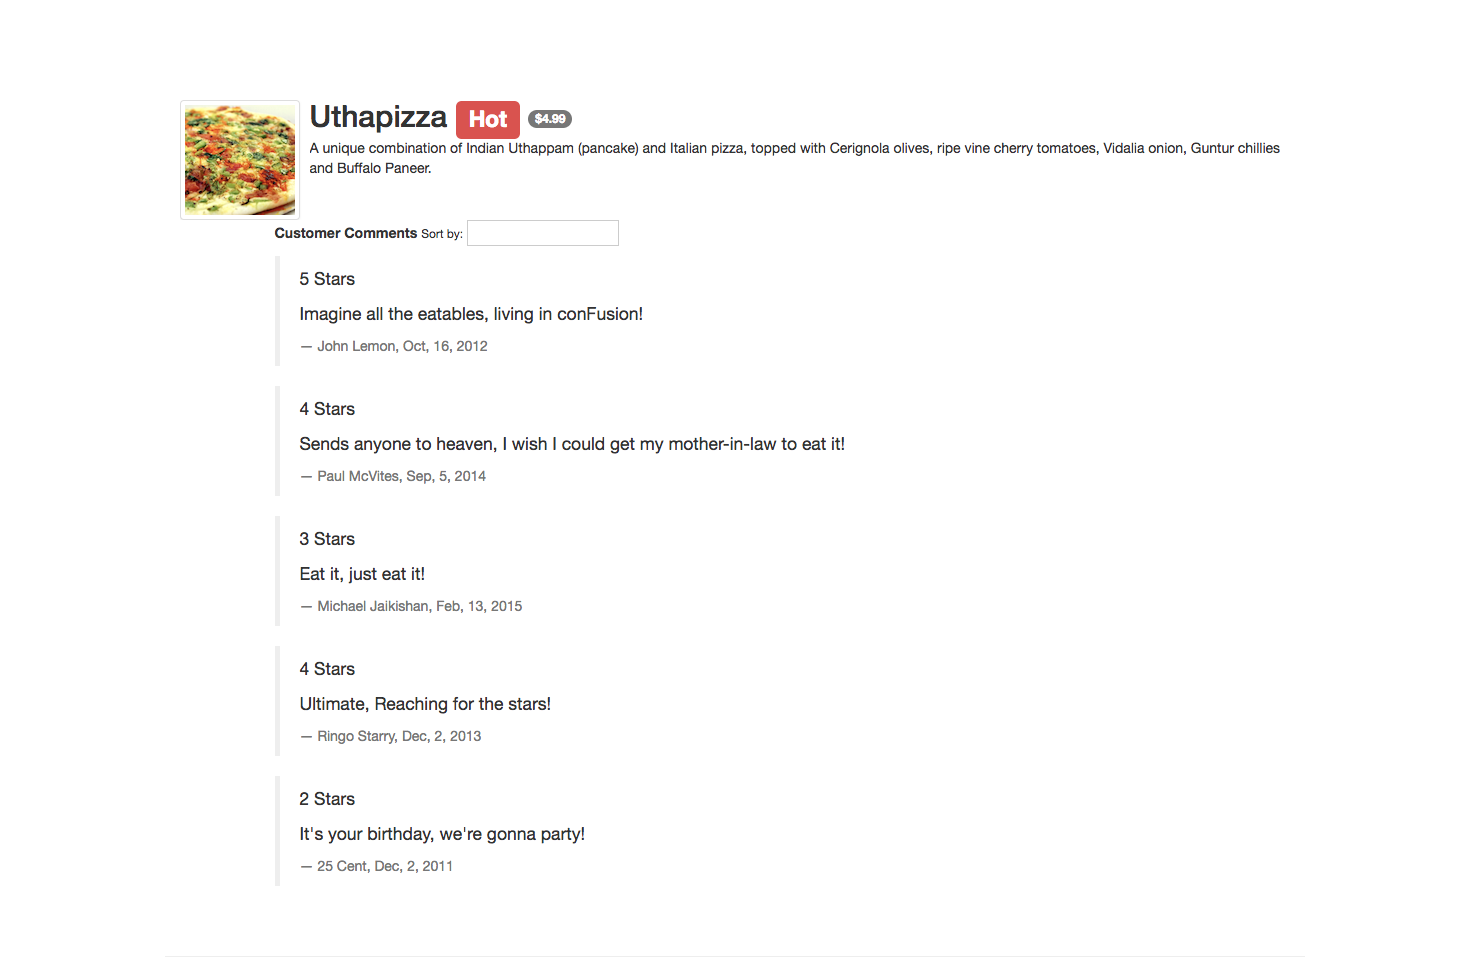 Uthapizza Hot $4.99
A unique combination of Indian Uthappam (pancake) and Italian pizza, topped with Cerignola olives, ripe vine cherry tomatoes, Vidalia onion, Guntur chillies
and Buffalo Paneer.
Customer Comments Sort by:
5 Stars
Imagine all the eatables, living in conFusion!
— John Lemon, Oct, 16, 2012
4 Stars
Sends anyone to heaven, I wish I could get my mother-in-law to eat it!
— Paul McVites, Sep, 5, 2014
3 Stars
Eat it, just eat it!
— Michael Jaikishan, Feb, 13, 2015
4 Stars
Ultimate, Reaching for the stars!
— Ringo Starry, Dec, 2, 2013
2 Stars
It's your birthday, we're gonna party!
— 25 Cent, Dec, 2, 2011